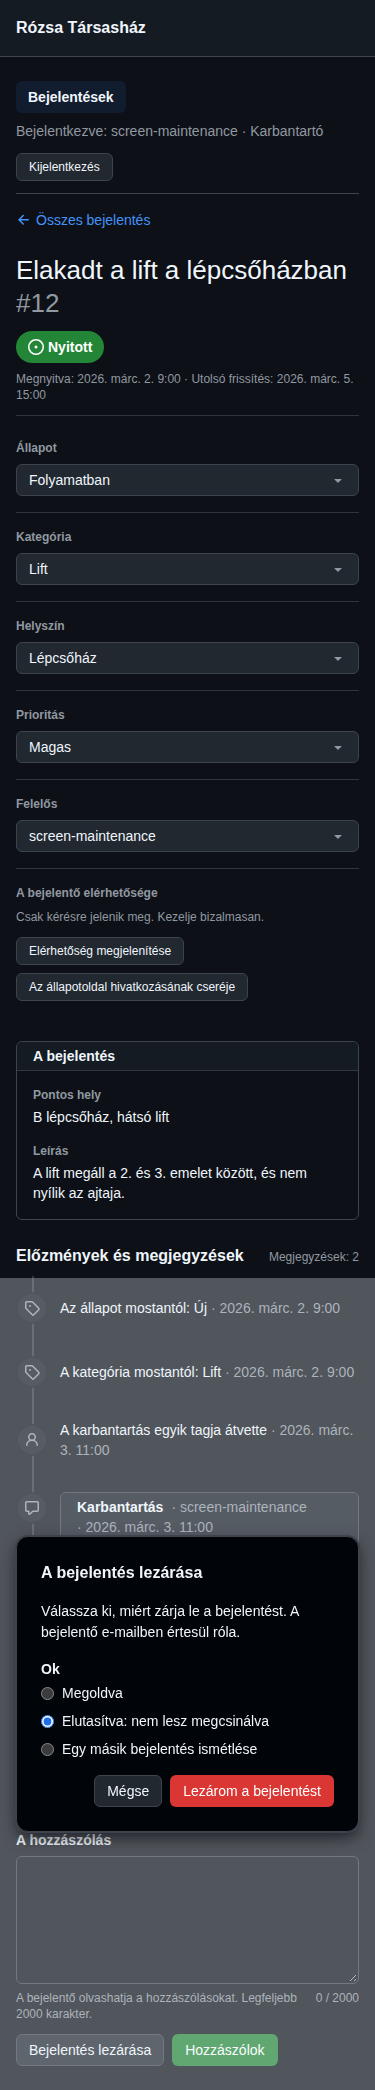 Rózsa Társasház
Bejelentések
Bejelentkezve: screen-maintenance · Karbantartó
Kijelentkezés
← Összes bejelentés
Elakadt a lift a lépcsőházban
#12
Nyitott
Megnyitva: 2026. márc. 2. 9:00 · Utolsó frissítés: 2026. márc. 5.
15:00
Állapot
Folyamatban
Kategória
Lift
Helyszín
Lépcsőház
Prioritás
Magas
Felelős
screen-maintenance
A bejelentő elérhetősége
Csak kérésre jelenik meg. Kezelje bizalmasan.
Elérhetőség megjelenítése
Az állapotoldal hivatkozásának cseréje
A bejelentés
Pontos hely
B lépcsőház, hátsó lift
Leírás
A lift megáll a 2. és 3. emelet között, és nem
nyílik az ajtaja.
Előzmények és megjegyzések Megjegyzések: 2
Az állapot mostantól: Új · 2026. márc. 2. 9:00
A kategória mostantól: Lift · 2026. márc. 2. 9:00
A karbantartás egyik tagja átvette · 2026. márc.
3. 11:00
Karbantartás · screen-maintenance
· 2026. márc. 3. 11:00
A bejelentés lezárása
Válassza ki, miért zárja le a bejelentést. A
bejelentő e-mailben értesül róla.
Ok
Megoldva
Elutasítva: nem lesz megcsinálva
Egy másik bejelentés ismétlése
Mégse Lezárom a bejelentést
A hozzászólás
A bejelentő olvashatja a hozzászólásokat. Legfeljebb 0 / 2000
2000 karakter.
Bejelentés lezárása Hozzászólok